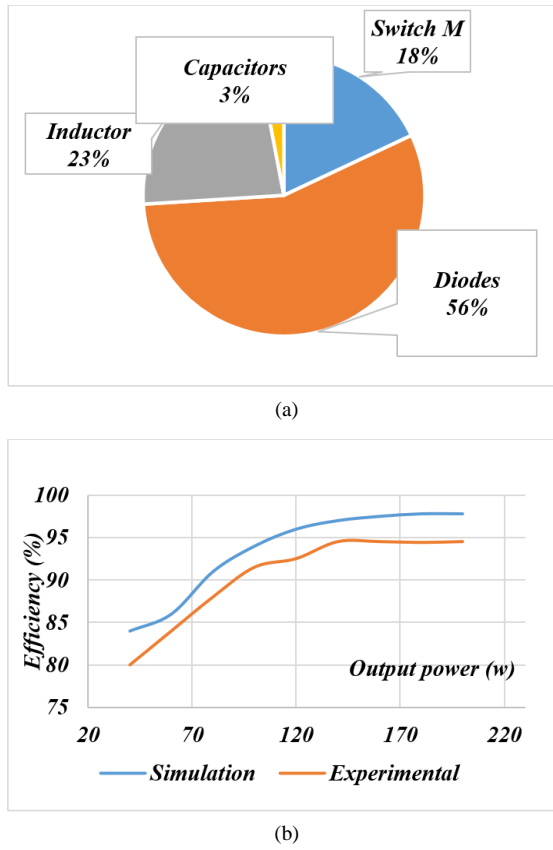 Switch M
18%
Capacitors
3%
Inductor
23%
Diodes
56%
(a)
100
95
90
85
80
75
Efficiency (%)
Output power (w)
20 70 120 170 220
Simulation Experimental
(b)